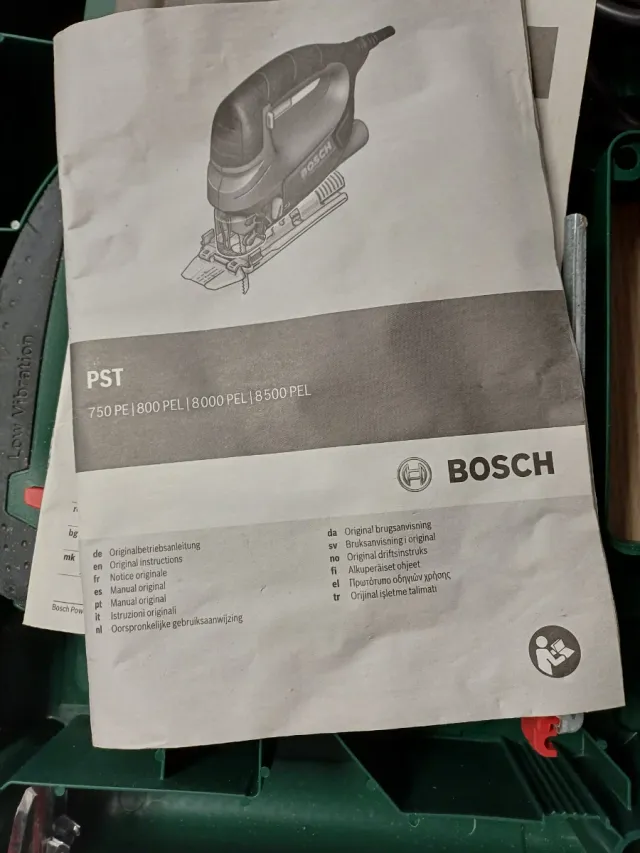 BOSCH
PST
750 PE | 800 PEL | 8000 PEL | 8500 PEL
BOSCH
de Originalbetriebsanleitung
en Original instructions
fr Notice originale
es Manual original
pt Manual original
it Istruzioni originali
nl Oorspronkelijke gebruiksaanwijzing
da Original brugsanvisning
sv Bruksanvisning i original
no Original driftsinstruks
fi Alkuperäiset ohjeet
el Πρωτότυπο οδηγιών χρήσης
tr Orijinal işletme talimatı
Low Vibration
bg
mk
Bosch Pow